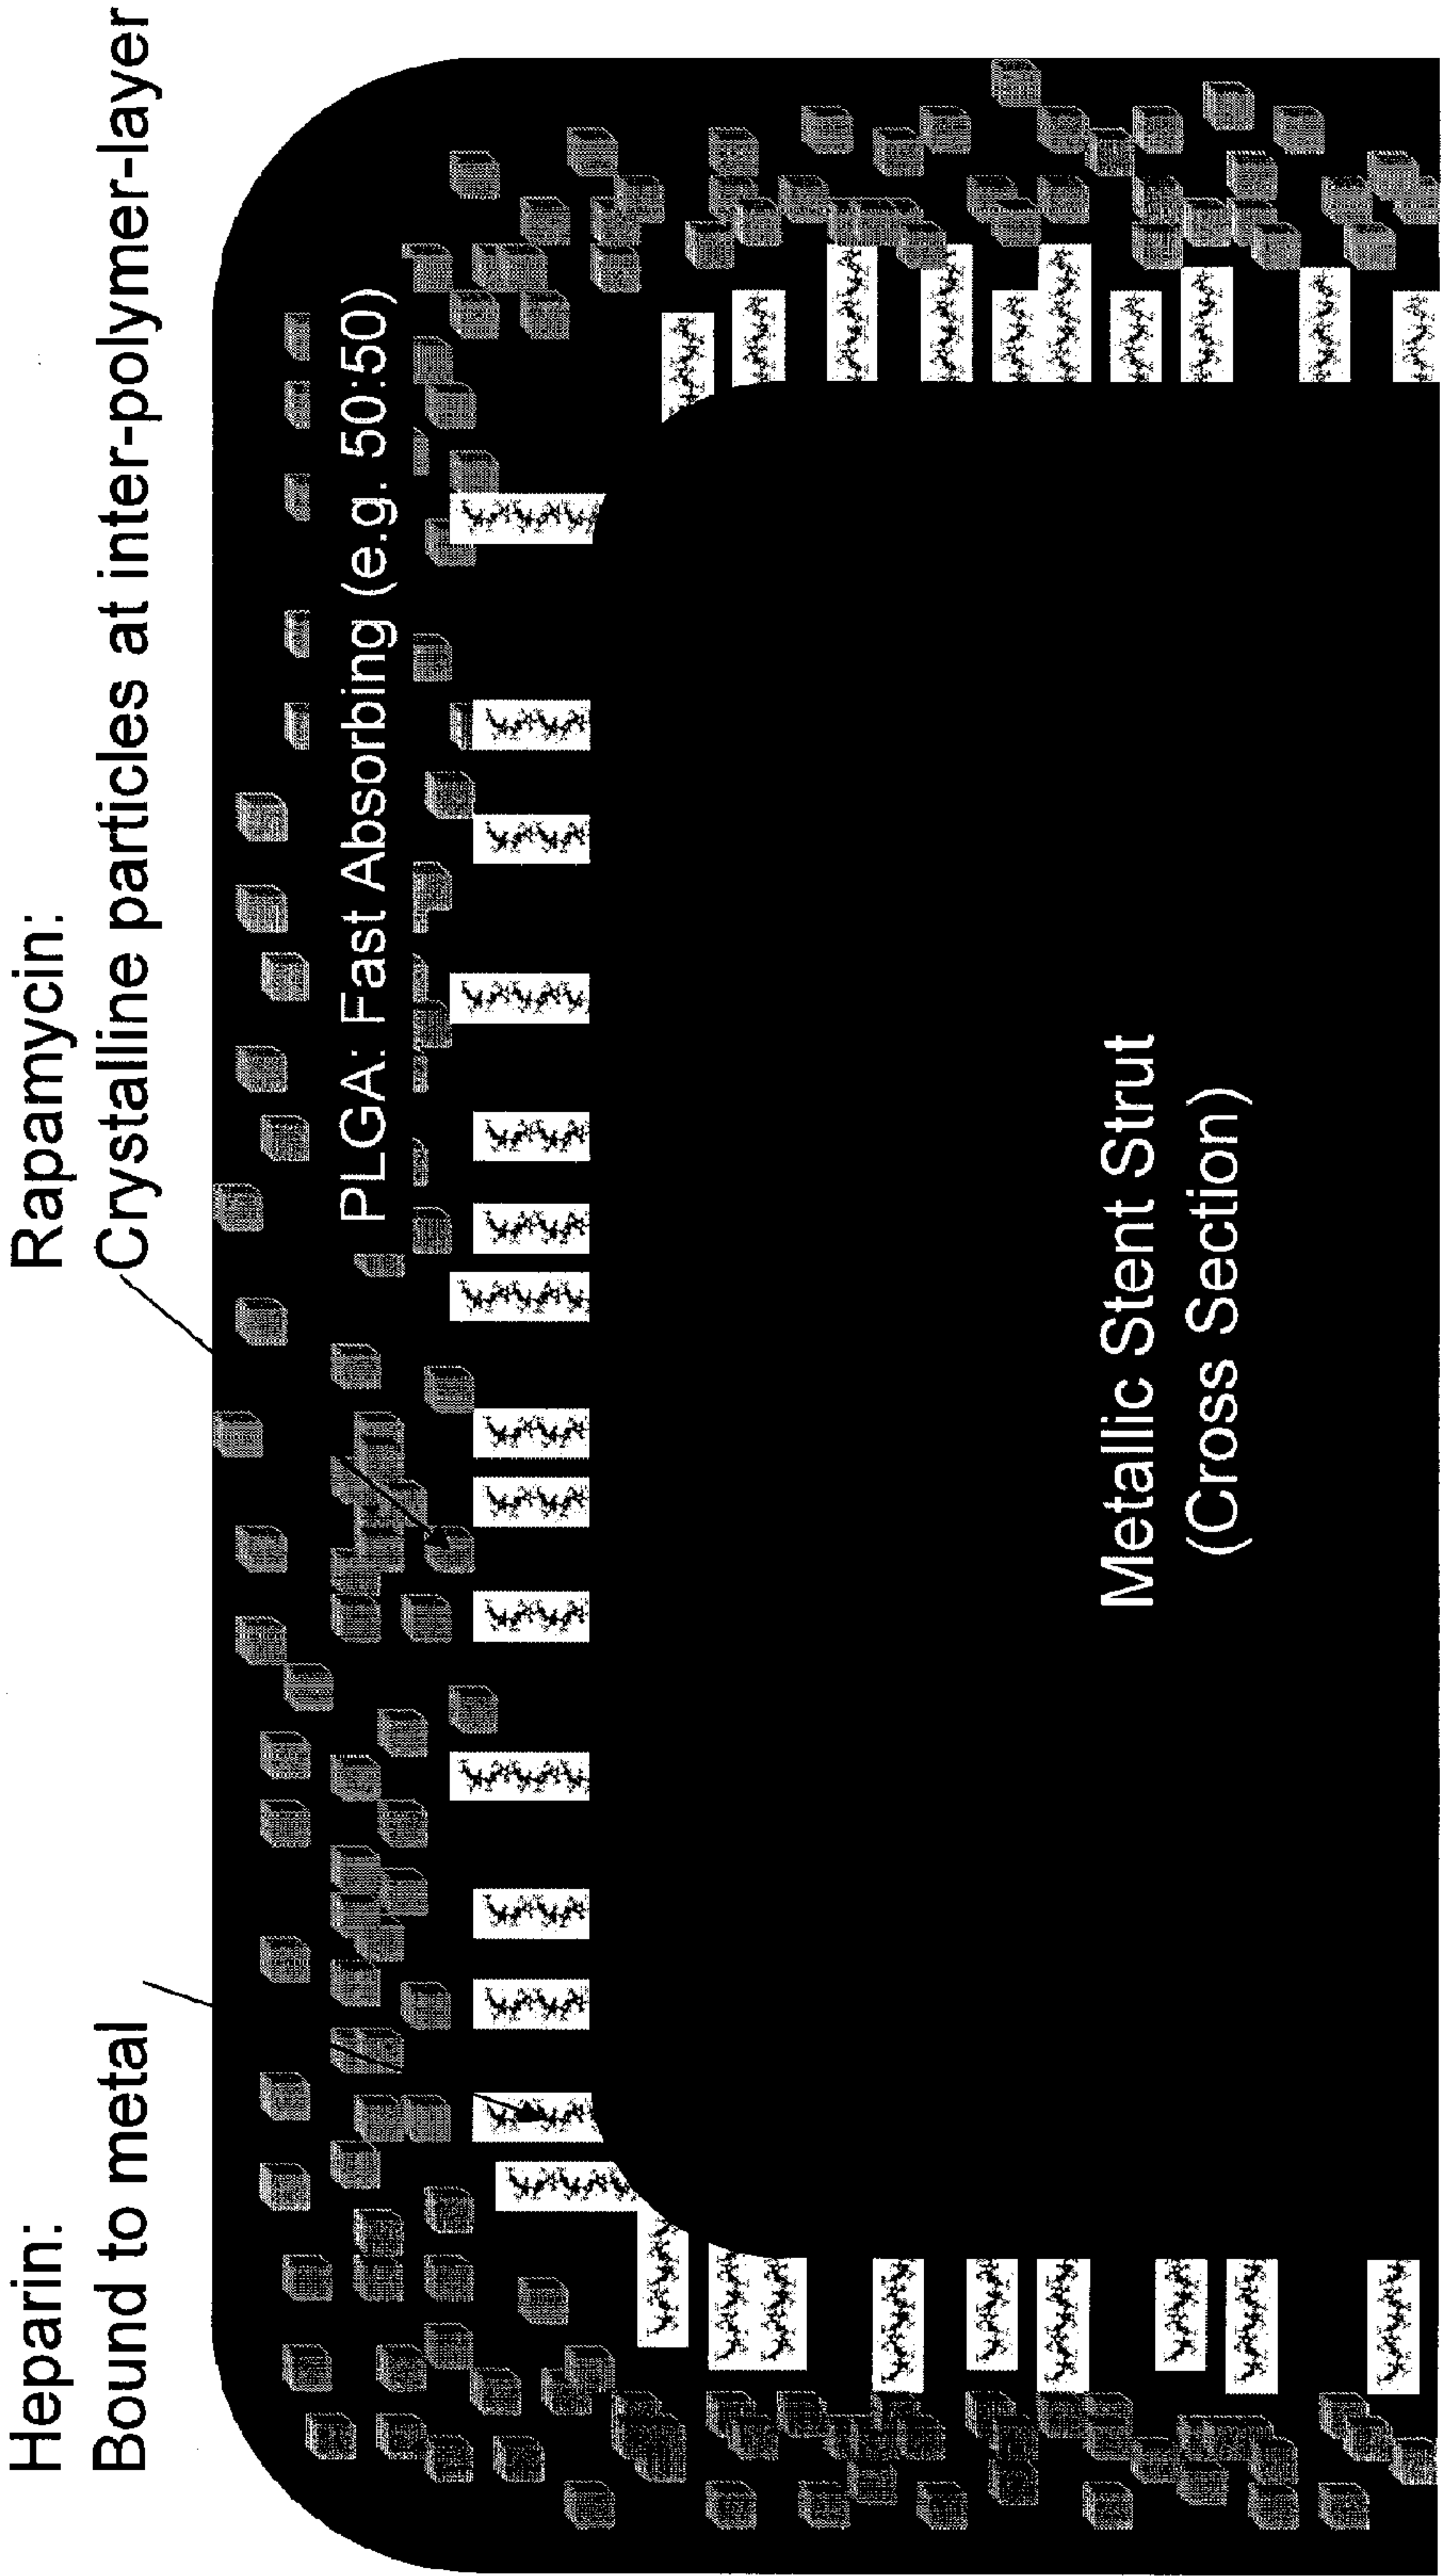 Heparin:
Bound to metal
Rapamycin:
Crystalline particles at inter-polymer-layer
PLGA: Fast Absorbing (e.g. 50:50)
Metallic Stent Strut
(Cross Section)